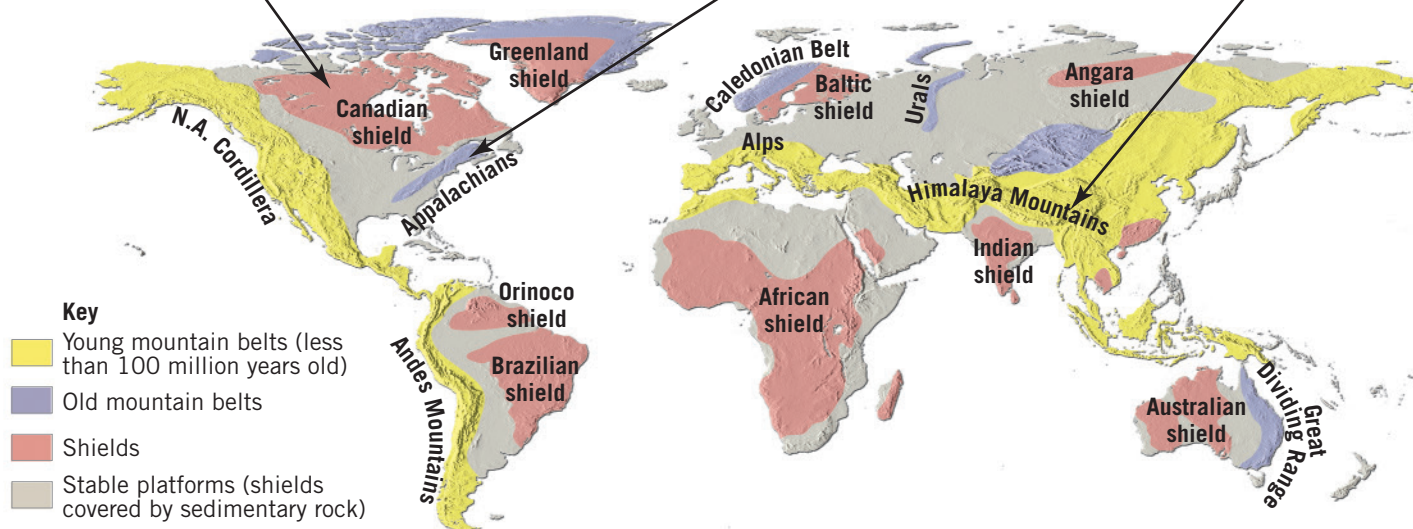 Greenland
shield
Canadian
shield
N.A. Cordillera
Appalachians
Caledonian Belt
Baltic
shield
Urals
Angara
shield
Alps
Himalaya Mountains
Indian
shield
African
shield
Orinoco
shield
Brazilian
shield
Andes Mountains
Australian
shield
Great
Dividing Range
Key
Young mountain belts (less
than 100 million years old)
Old mountain belts
Shields
Stable platforms (shields
covered by sedimentary rock)